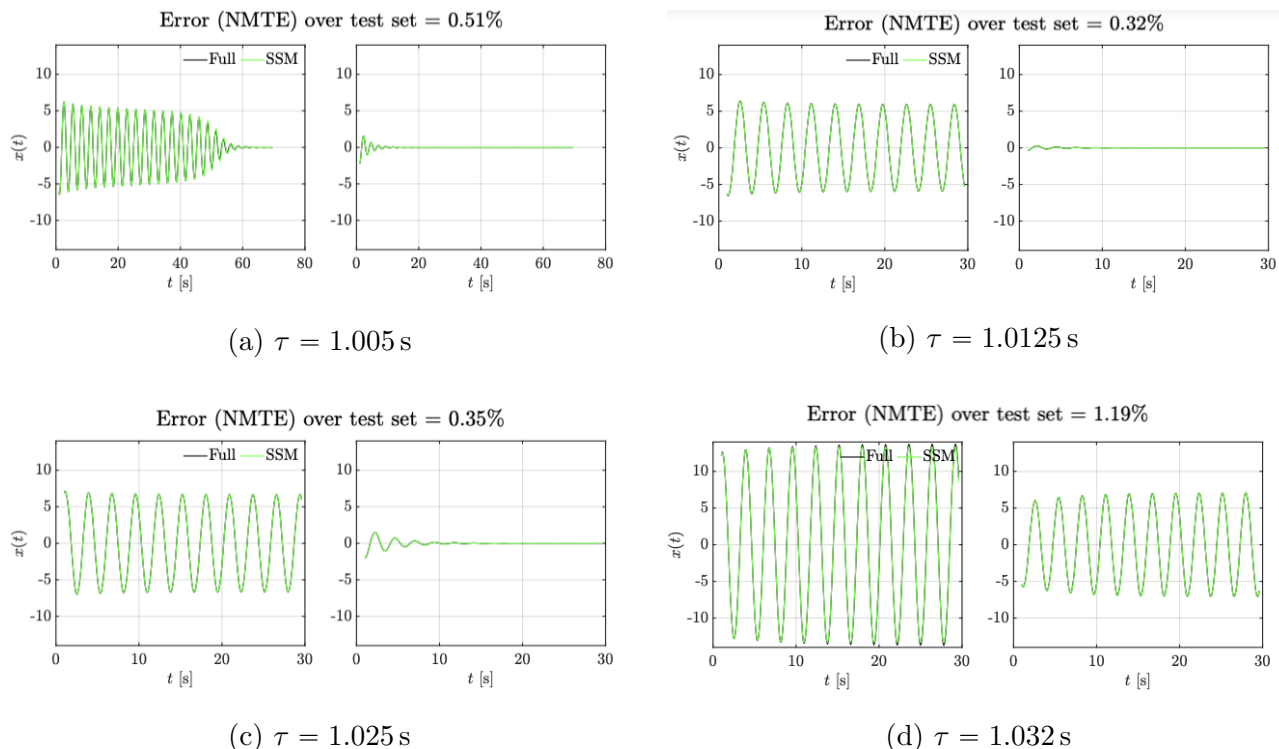 Error (NMTE) over test set = 0.51%
Full SSM
10
5
0
-5
-10
x(t)
0 20 40 60 80
t [s]
10
5
0
-5
-10
0 20 40 60 80
t [s]
(a) τ = 1.005 s
Error (NMTE) over test set = 0.32%
Full SSM
10
5
0
-5
-10
x(t)
0 10 20 30
t [s]
10
5
0
-5
-10
0 10 20 30
t [s]
(b) τ = 1.0125 s
Error (NMTE) over test set = 0.35%
Full SSM
10
5
0
-5
-10
x(t)
0 10 20 30
t [s]
10
5
0
-5
-10
0 10 20 30
t [s]
(c) τ = 1.025 s
Error (NMTE) over test set = 1.19%
Full SSM
10
5
0
-5
-10
x(t)
0 10 20 30
t [s]
10
5
0
-5
-10
0 10 20 30
t [s]
(d) τ = 1.032 s